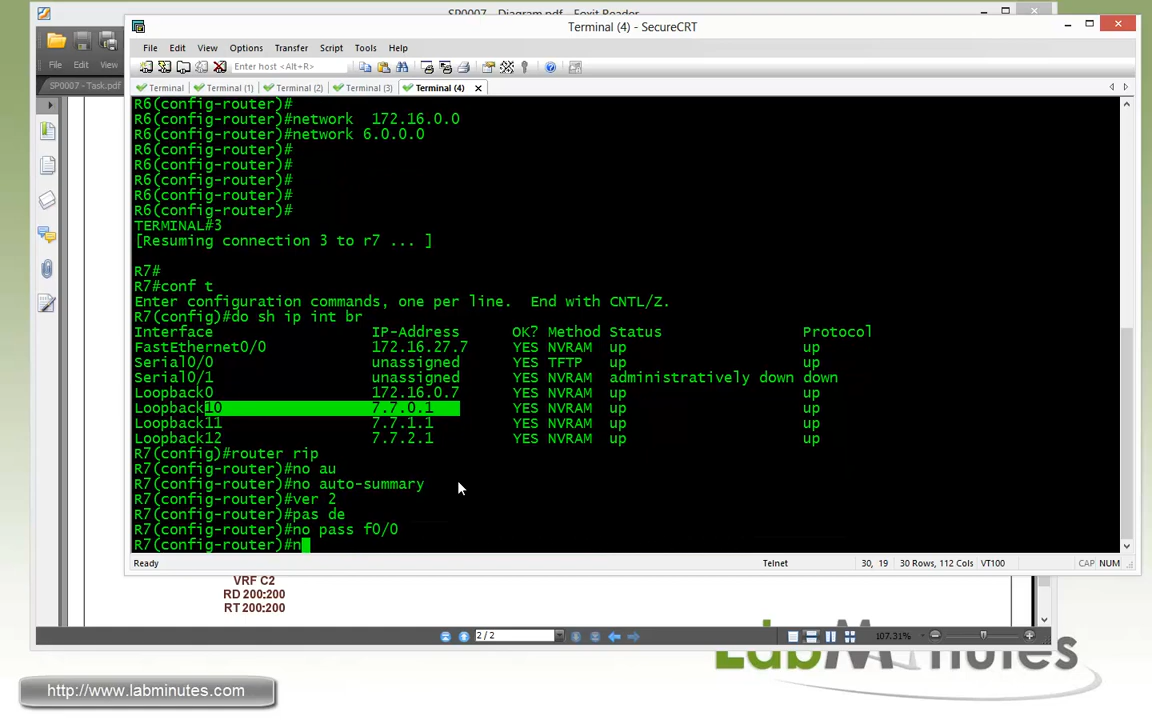 SP0007 - Diagram.pdf - Foxit Reader
Terminal (4) - SecureCRT
File Edit View Options Transfer Script Tools Help
Enter host <Alt+R>
File Edit View
SP0007 - Task.pdf
Terminal Terminal (1) Terminal (2) Terminal (3) Terminal (4)
R6(config-router)#
R6(config-router)#network  172.16.0.0
R6(config-router)#network 6.0.0.0
R6(config-router)#
R6(config-router)#
R6(config-router)#
R6(config-router)#
R6(config-router)#
TERMINAL#3
[Resuming connection 3 to r7 ... ]
R7#
R7#conf t
Enter configuration commands, one per line.  End with CNTL/Z.
R7(config)#do sh ip int br
Interface IP-Address OK? Method Status Protocol
FastEthernet0/0 172.16.27.7 YES NVRAM up up
Serial0/0 unassigned YES TFTP up up
Serial0/1 unassigned YES NVRAM administratively down down
Loopback0 172.16.0.7 YES NVRAM up up
Loopback10 7.7.0.1 YES NVRAM up up
Loopback11 7.7.1.1 YES NVRAM up up
Loopback12 7.7.2.1 YES NVRAM up up
R7(config)#router rip
R7(config-router)#no au
R7(config-router)#no auto-summary
R7(config-router)#ver 2
R7(config-router)#pas de
R7(config-router)#no pass f0/0
R7(config-router)#n
Ready Telnet 30, 19 30 Rows, 112 Cols VT100 CAP NUM
VRF C2
RD 200:200
RT 200:200
2 / 2 107.31%
LabMinutes
http://www.labminutes.com